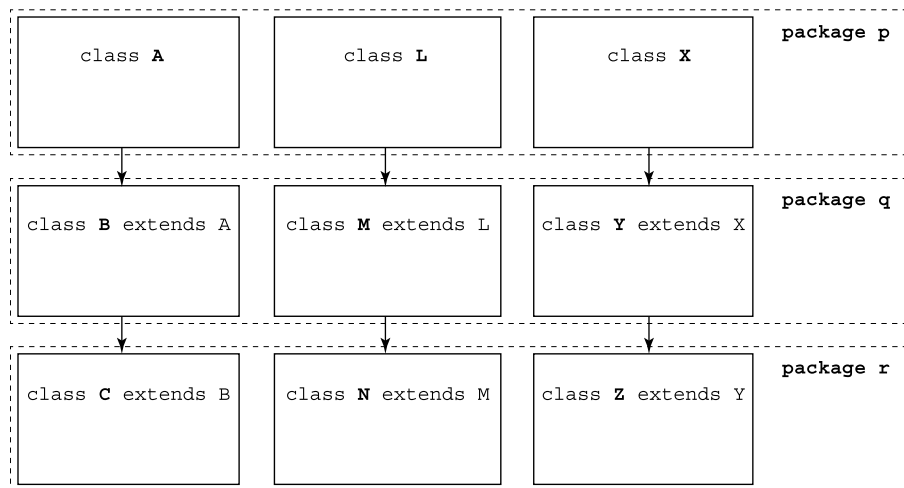 package p
class A
class L
class X
package q
class B extends A
class M extends L
class Y extends X
package r
class C extends B
class N extends M
class Z extends Y